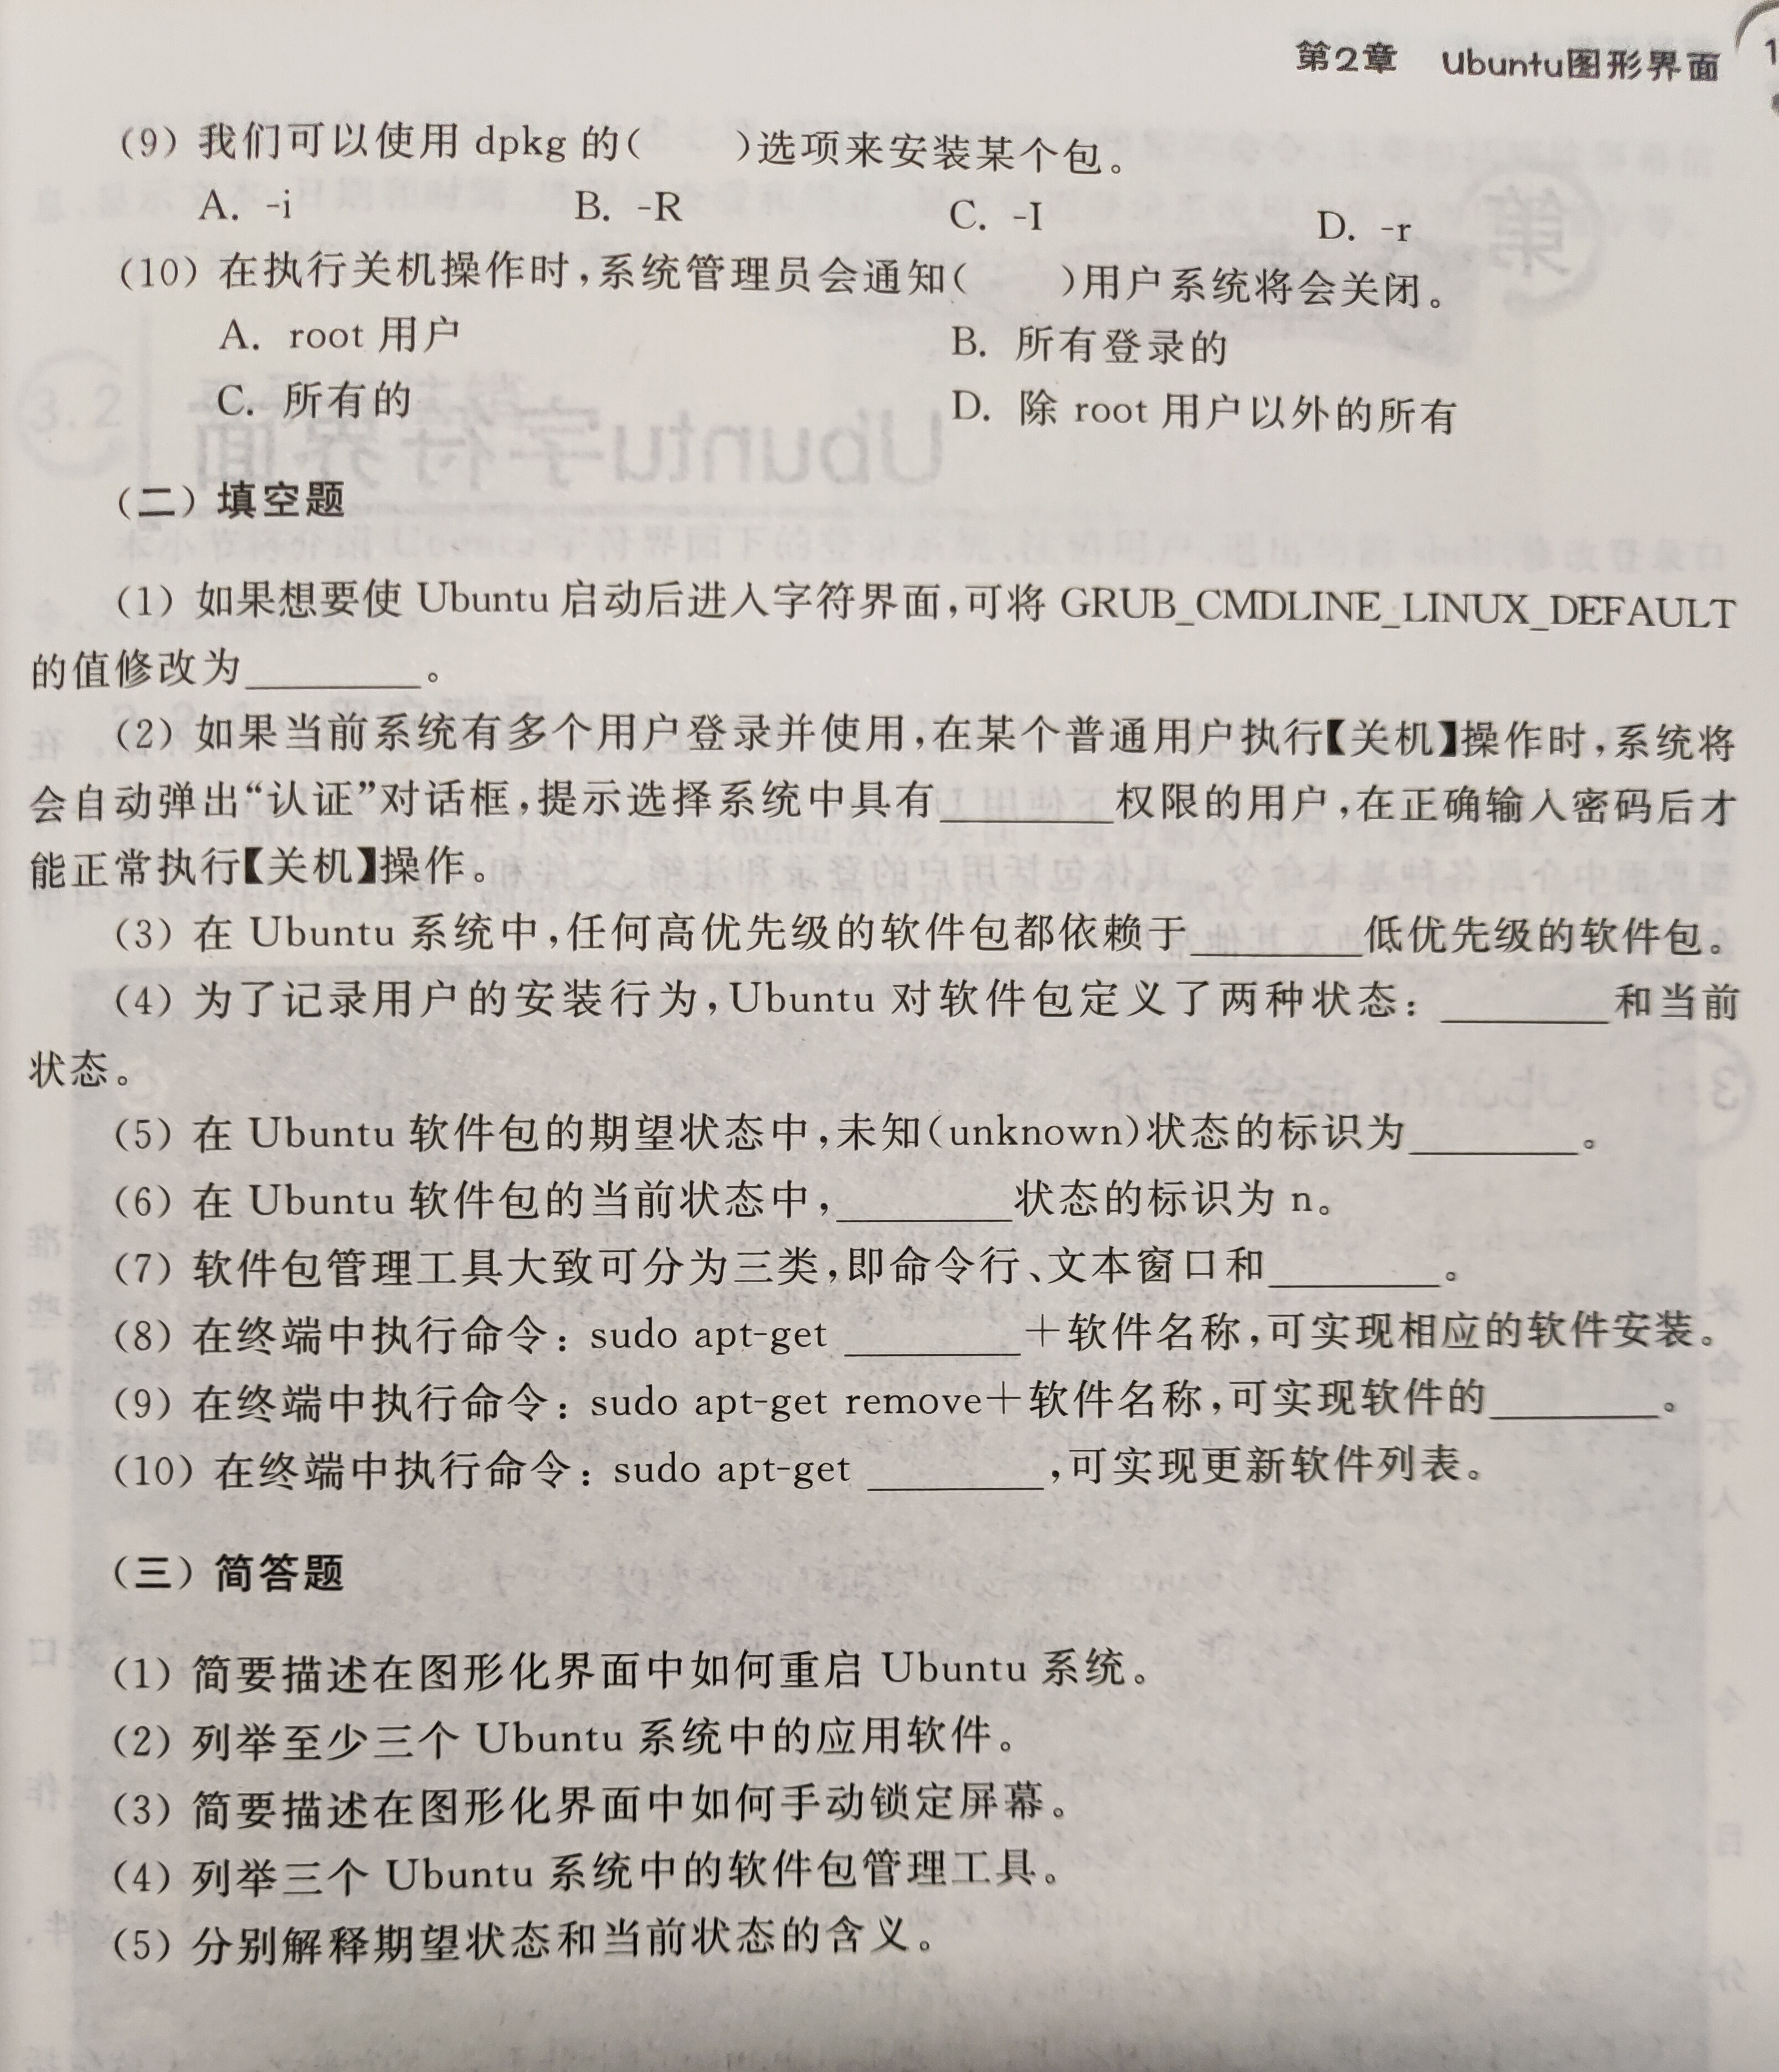 第2章 Ubuntu图形界面
(9) 我们可以使用 dpkg 的(  )选项来安装某个包。
A. -i B. -R C. -I D. -r
(10) 在执行关机操作时,系统管理员会通知(  )用户系统将会关闭。
A. root 用户 B. 所有登录的
C. 所有的 D. 除 root 用户以外的所有
(二) 填空题
(1) 如果想要使 Ubuntu 启动后进入字符界面,可将 GRUB_CMDLINE_LINUX_DEFAULT
的值修改为________。
(2) 如果当前系统有多个用户登录并使用,在某个普通用户执行【关机】操作时,系统将
会自动弹出“认证”对话框,提示选择系统中具有________权限的用户,在正确输入密码后才
能正常执行【关机】操作。
(3) 在 Ubuntu 系统中,任何高优先级的软件包都依赖于________低优先级的软件包。
(4) 为了记录用户的安装行为,Ubuntu 对软件包定义了两种状态:________和当前
状态。
(5) 在 Ubuntu 软件包的期望状态中,未知(unknown)状态的标识为________。
(6) 在 Ubuntu 软件包的当前状态中,________状态的标识为 n。
(7) 软件包管理工具大致可分为三类,即命令行、文本窗口和________。
(8) 在终端中执行命令: sudo apt-get ________+软件名称,可实现相应的软件安装。
(9) 在终端中执行命令: sudo apt-get remove+软件名称,可实现软件的________。
(10) 在终端中执行命令: sudo apt-get ________,可实现更新软件列表。
(三) 简答题
(1) 简要描述在图形化界面中如何重启 Ubuntu 系统。
(2) 列举至少三个 Ubuntu 系统中的应用软件。
(3) 简要描述在图形化界面中如何手动锁定屏幕。
(4) 列举三个 Ubuntu 系统中的软件包管理工具。
(5) 分别解释期望状态和当前状态的含义。